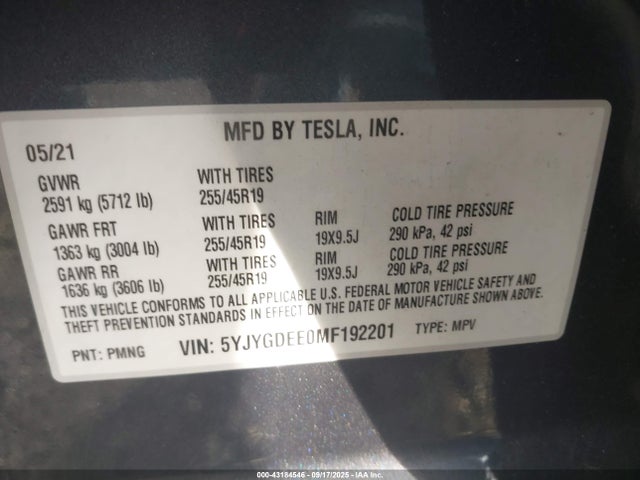 MFD BY TESLA, INC.
05/21
GVWR WITH TIRES
2591 kg (5712 lb) 255/45R19
GAWR FRT WITH TIRES RIM COLD TIRE PRESSURE
1363 kg (3004 lb) 255/45R19 19X9.5J 290 kPa, 42 psi
GAWR RR WITH TIRES RIM COLD TIRE PRESSURE
1636 kg (3606 lb) 255/45R19 19X9.5J 290 kPa, 42 psi
THIS VEHICLE CONFORMS TO ALL APPLICABLE U.S. FEDERAL MOTOR VEHICLE SAFETY AND
THEFT PREVENTION STANDARDS IN EFFECT ON THE DATE OF MANUFACTURE SHOWN ABOVE.
PNT: PMNG VIN: 5YJYGDEE0MF192201 TYPE: MPV
000-43184546 - 09/17/2025 - IAAI.COM